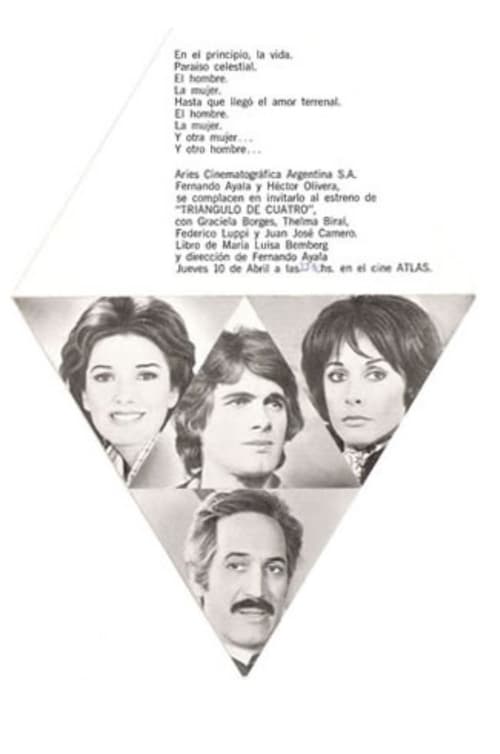 En el principio, la vida.
Paraíso celestial.
El hombre.
La mujer.
Hasta que llegó el amor terrenal.
El hombre.
La mujer.
Y otra mujer...
Y otro hombre...
Aries Cinematográfica Argentina S.A.
Fernando Ayala y Héctor Olivera,
se complacen en invitarlo al estreno de
"TRIANGULO DE CUATRO",
con Graciela Borges, Thelma Biral,
Federico Luppi y Juan José Camero.
Libro de María Luisa Bemberg
y dirección de Fernando Ayala
Jueves 10 de Abril a las hs. en el cine ATLAS.